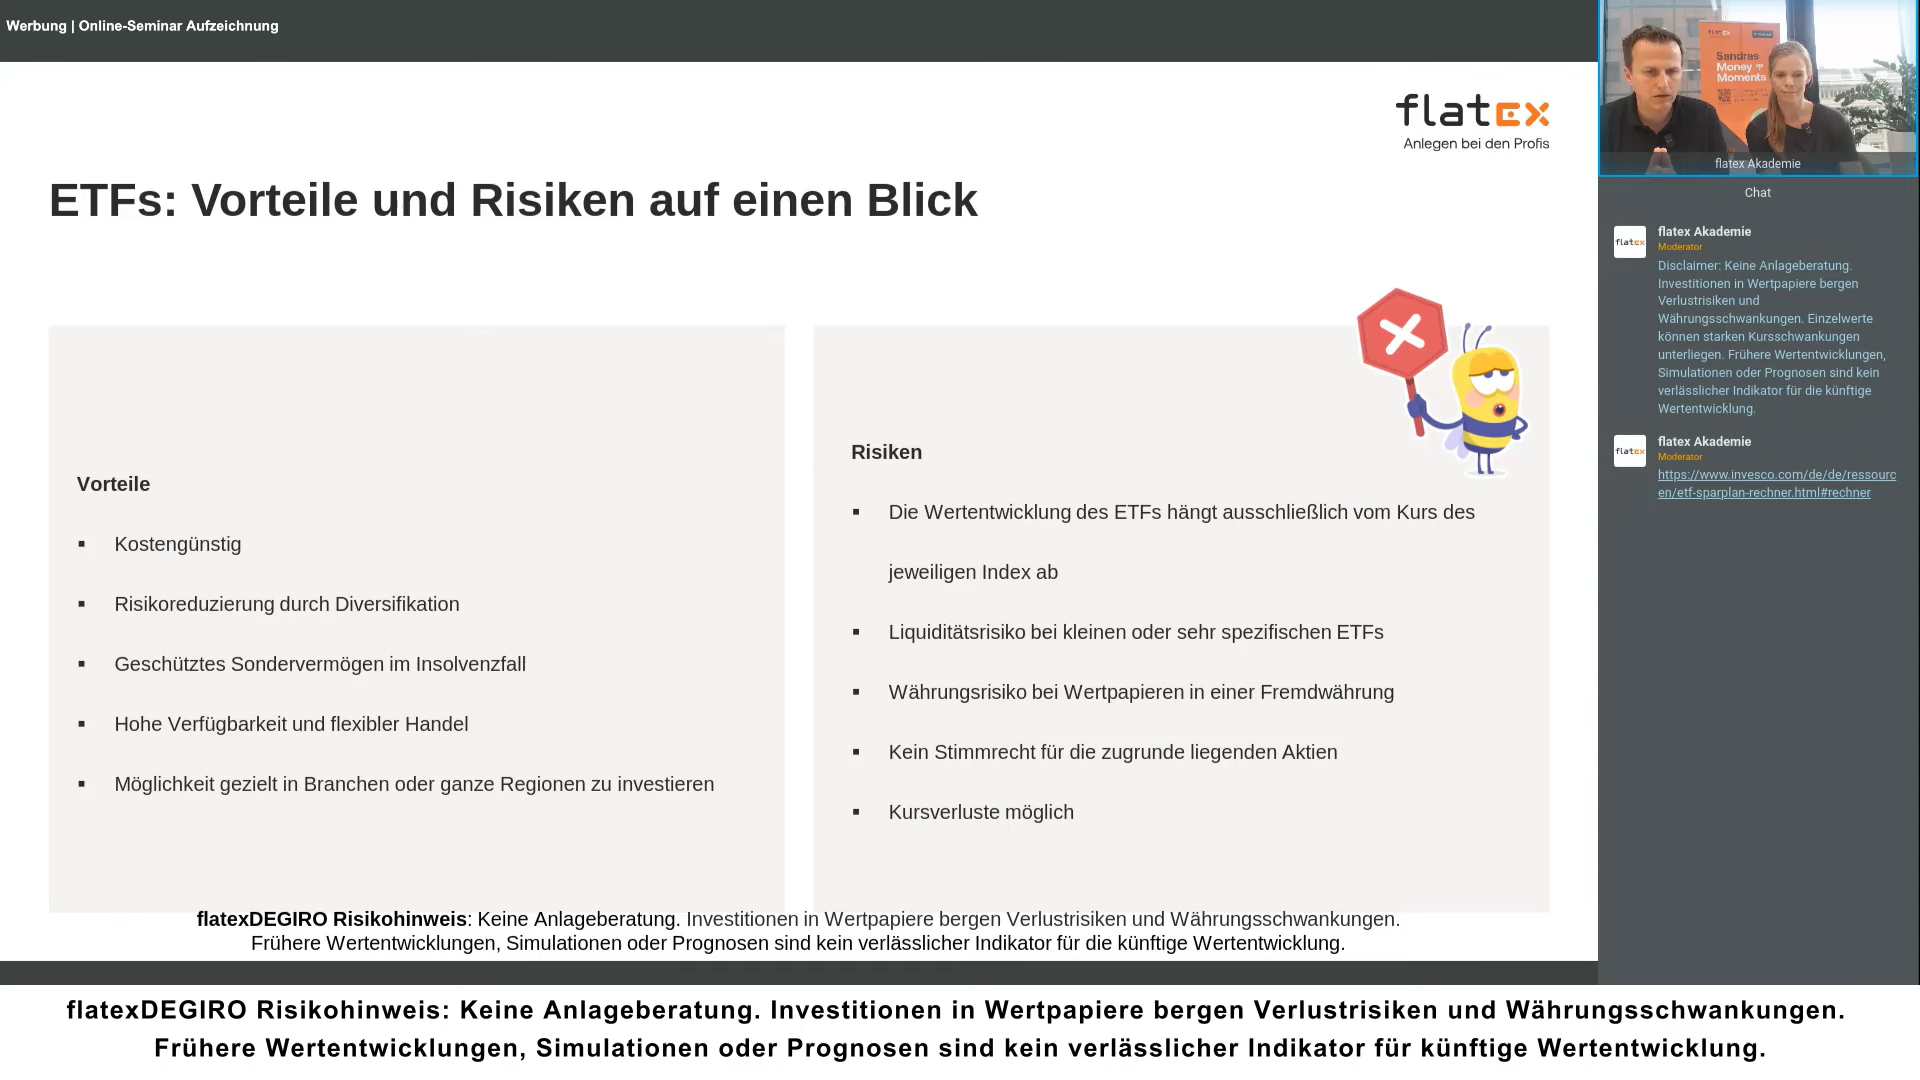 Werbung | Online-Seminar Aufzeichnung
flatex
Anlegen bei den Profis
ETFs: Vorteile und Risiken auf einen Blick
Vorteile
▪ Kostengünstig
▪ Risikoreduzierung durch Diversifikation
▪ Geschütztes Sondervermögen im Insolvenzfall
▪ Hohe Verfügbarkeit und flexibler Handel
▪ Möglichkeit gezielt in Branchen oder ganze Regionen zu investieren
Risiken
▪ Die Wertentwicklung des ETFs hängt ausschließlich vom Kurs des
jeweiligen Index ab
▪ Liquiditätsrisiko bei kleinen oder sehr spezifischen ETFs
▪ Währungsrisiko bei Wertpapieren in einer Fremdwährung
▪ Kein Stimmrecht für die zugrunde liegenden Aktien
▪ Kursverluste möglich
flatexDEGIRO Risikohinweis: Keine Anlageberatung. Investitionen in Wertpapiere bergen Verlustrisiken und Währungsschwankungen.
Frühere Wertentwicklungen, Simulationen oder Prognosen sind kein verlässlicher Indikator für die künftige Wertentwicklung.
flatex
Sandras
Money
Moments
flatex Akademie
Chat
flatex
flatex Akademie
Moderator
Disclaimer: Keine Anlageberatung.
Investitionen in Wertpapiere bergen
Verlustrisiken und
Währungsschwankungen. Einzelwerte
können starken Kursschwankungen
unterliegen. Frühere Wertentwicklungen,
Simulationen oder Prognosen sind kein
verlässlicher Indikator für die künftige
Wertentwicklung.
flatex
flatex Akademie
Moderator
https://www.invesco.com/de/de/ressourc
en/etf-sparplan-rechner.html#rechner
flatexDEGIRO Risikohinweis: Keine Anlageberatung. Investitionen in Wertpapiere bergen Verlustrisiken und Währungsschwankungen.
Frühere Wertentwicklungen, Simulationen oder Prognosen sind kein verlässlicher Indikator für künftige Wertentwicklung.